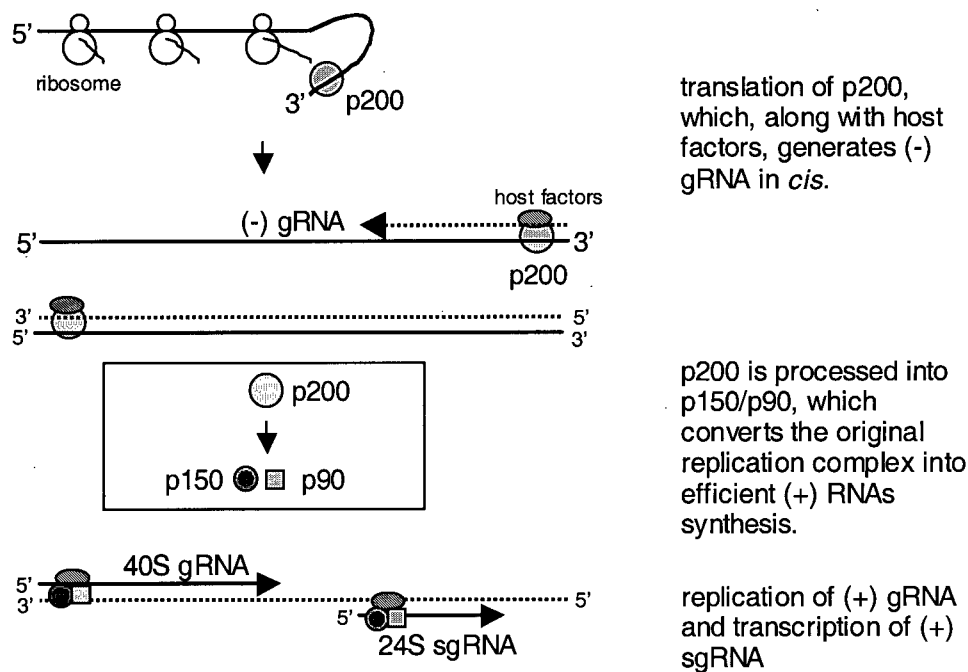 5'
ribosome
3' p200
translation of p200,
which, along with host
factors, generates (-)
gRNA in cis.
host factors
(-) gRNA
5' 3'
p200
3' 5'
5' 3'
p200
p150 p90
p200 is processed into
p150/p90, which
converts the original
replication complex into
efficient (+) RNAs
synthesis.
40S gRNA
5'
3' 5'
5'
24S sgRNA
replication of (+) gRNA
and transcription of (+)
sgRNA